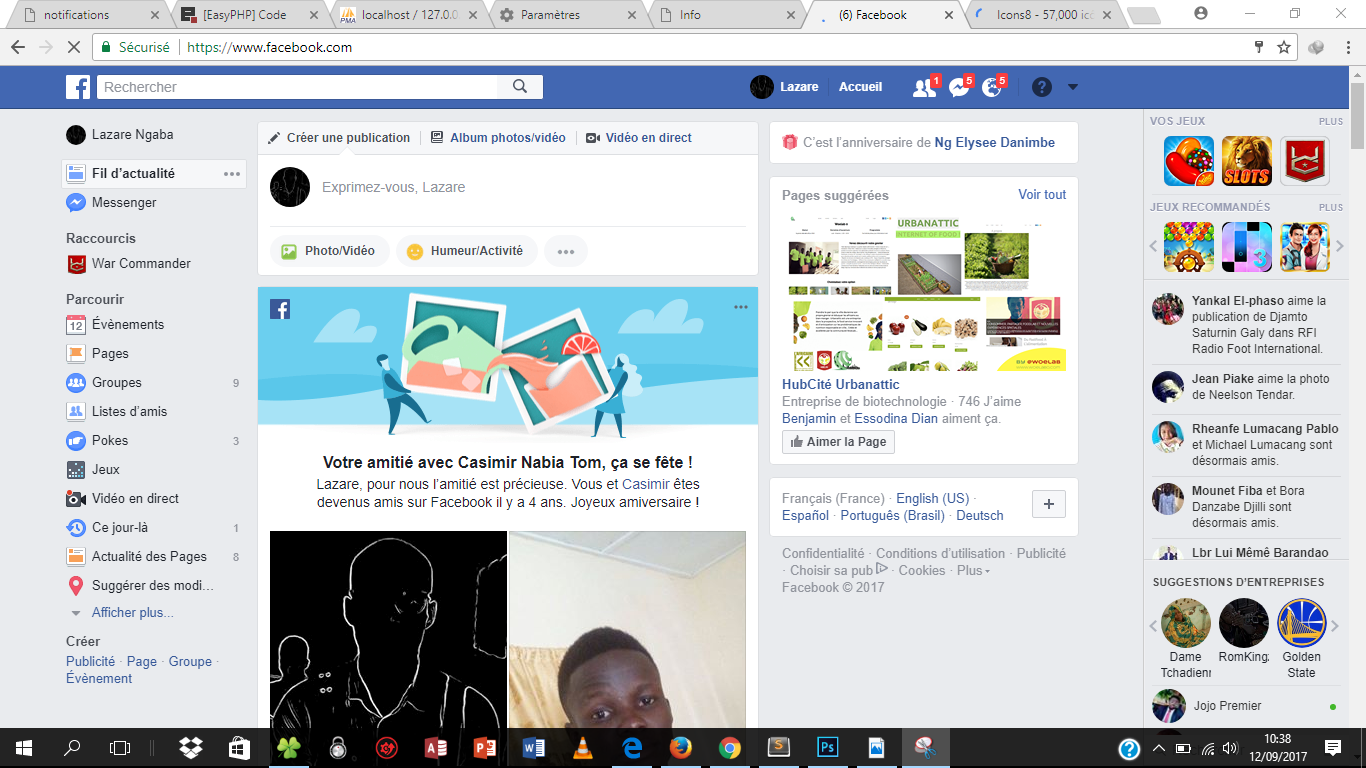 notifications
[EasyPHP] Code
localhost / 127.0.0
Paramètres
Info
(6) Facebook
Icons8 - 57,000 ic
Sécurisé
https://www.facebook.com
Rechercher
Lazare
Accueil
1
5
5
Lazare Ngaba
Fil d'actualité
Messenger
Raccourcis
War Commander
Parcourir
12
Évènements
Pages
Groupes 9
Listes d'amis
Pokes 3
Jeux
Vidéo en direct
Ce jour-là 1
Actualité des Pages 8
Suggérer des modi...
Afficher plus...
Créer
Publicité · Page · Groupe ·
Évènement
Créer une publication
Album photos/vidéo
Vidéo en direct
Exprimez-vous, Lazare
Photo/Vidéo
Humeur/Activité
Votre amitié avec Casimir Nabia Tom, ça se fête !
Lazare, pour nous l'amitié est précieuse. Vous et Casimir êtes
devenus amis sur Facebook il y a 4 ans. Joyeux anniversaire !
C'est l'anniversaire de Ng Elysee Danimbe
Pages suggérées
Voir tout
URBANATTIC
INTERNET OF FOOD
BY EWOELAB
HubCité Urbanattic
Entreprise de biotechnologie · 746 J'aime
Benjamin et Essodina Dian aiment ça.
Aimer la Page
Français (France) · English (US) ·
Español · Português (Brasil) · Deutsch
Confidentialité · Conditions d'utilisation · Publicité
· Choisir sa pub · Cookies · Plus
Facebook © 2017
VOS JEUX
PLUS
SLOTS
JEUX RECOMMANDÉS
PLUS
3
Yankal El-phaso aime la
publication de Djamto
Saturnin Galy dans RFI
Radio Foot International.
Jean Piake aime la photo
de Neelson Tendar.
Rheanfe Lumacang Pablo
et Michael Lumacang sont
désormais amis.
Mounet Fiba et Bora
Danzabe Djilli sont
désormais amis.
Lbr Lui Mêmê Barandao
SUGGESTIONS D'ENTREPRISES
Dame
Tchadienn
RomKing
Golden
State
Jojo Premier
10:38
12/09/2017